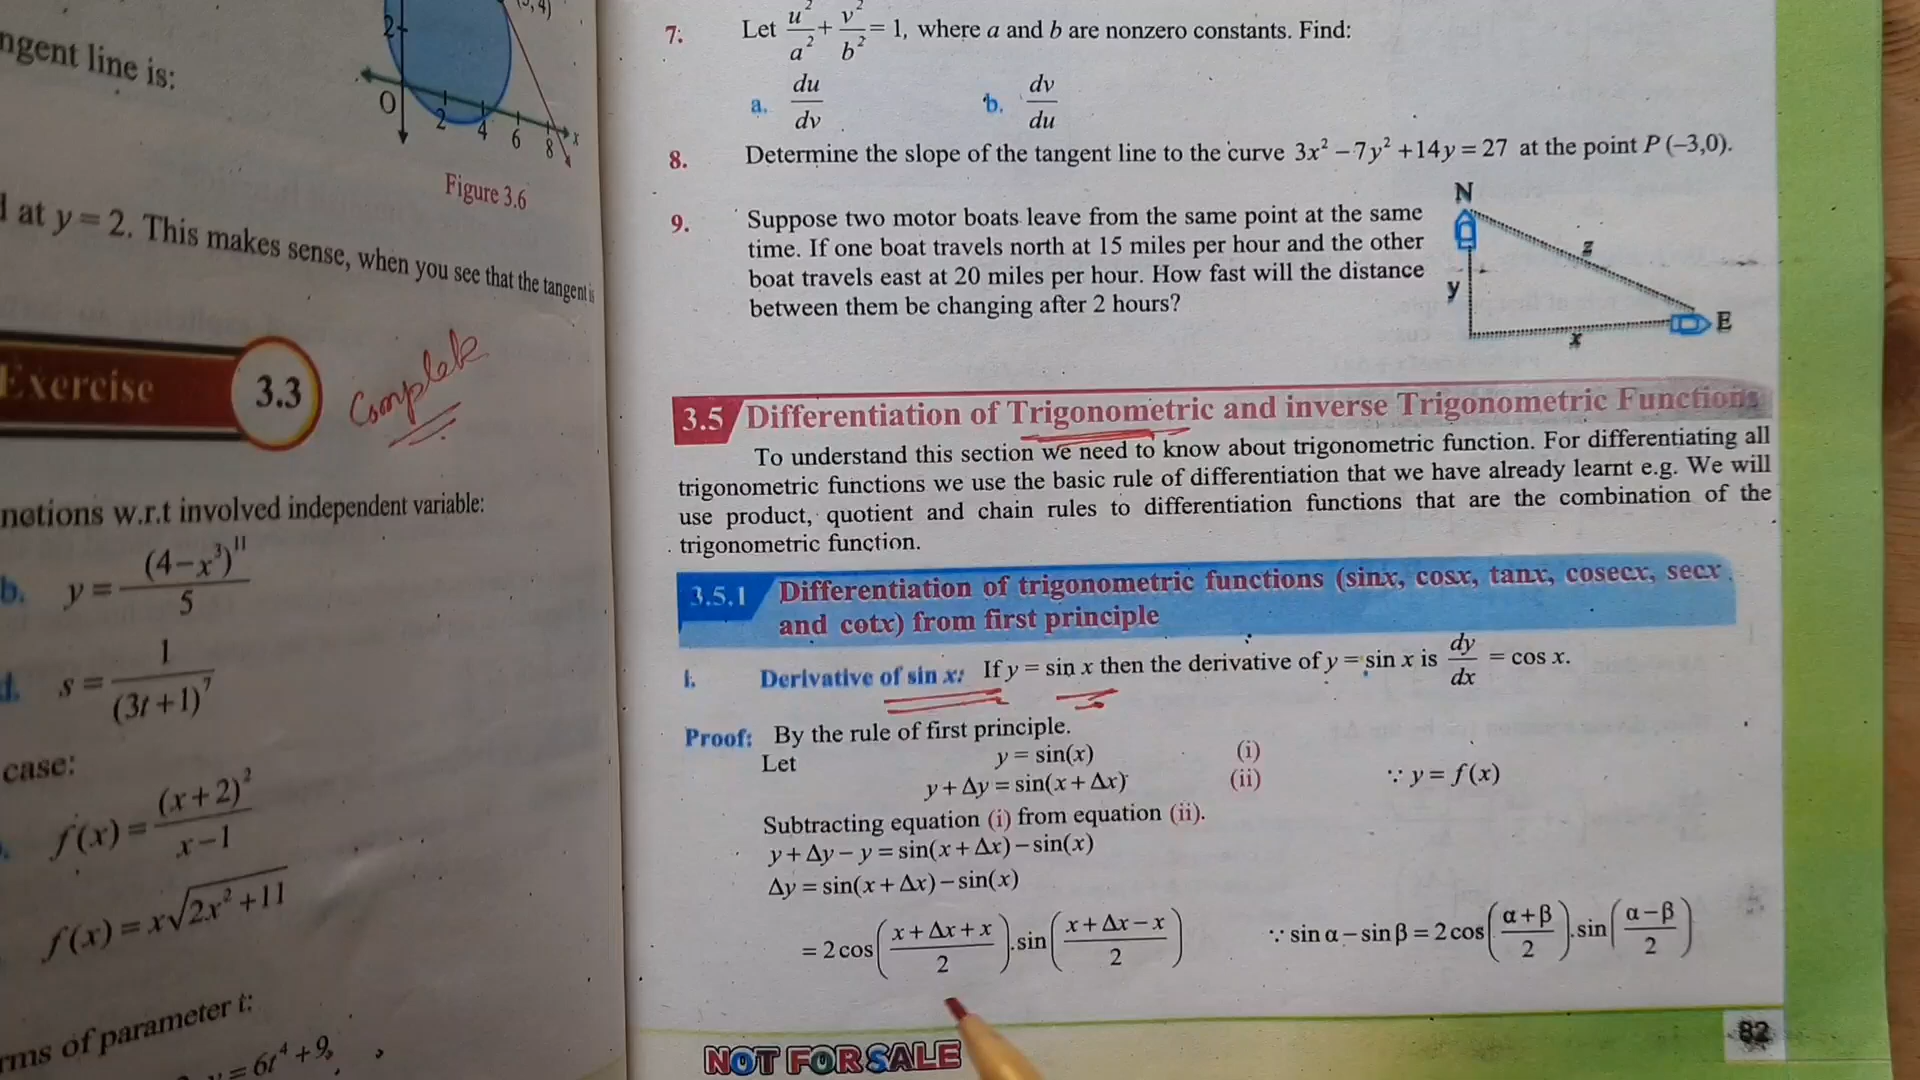 ngent line is:
2
O
2
4
6
8
x
Figure 3.6
at y = 2. This makes sense, when you see that the tangent is
Exercise 3.3
Complete
w.r.t involved independent variable:
b. y = (4−x³)¹¹ / 5
d. s = 1 / (3t+1)⁷
case:
f(x) = (x+2)² / x−1
f(x) = x√2x²+11
rms of parameter t:
= 6t⁴ + 9,
7. Let u²/a² + v²/b² = 1, where a and b are nonzero constants. Find:
a. du/dv b. dv/du
8. Determine the slope of the tangent line to the curve 3x² − 7y² + 14y = 27 at the point P (−3,0).
9. Suppose two motor boats leave from the same point at the same
time. If one boat travels north at 15 miles per hour and the other
boat travels east at 20 miles per hour. How fast will the distance
between them be changing after 2 hours?
N
z
y
E
x
3.5 Differentiation of Trigonometric and inverse Trigonometric Functions
To understand this section we need to know about trigonometric function. For differentiating all
trigonometric functions we use the basic rule of differentiation that we have already learnt e.g. We will
use product, quotient and chain rules to differentiation functions that are the combination of the
trigonometric function.
3.5.1 Differentiation of trigonometric functions (sinx, cosx, tanx, cosecx, secx
and cotx) from first principle
i. Derivative of sin x: If y = sin x then the derivative of y = sin x is dy/dx = cos x.
Proof: By the rule of first principle.
Let y = sin(x) (i)
y + Δy = sin(x + Δx) (ii) ∵ y = f(x)
Subtracting equation (i) from equation (ii).
y + Δy − y = sin(x + Δx) − sin(x)
Δy = sin(x + Δx) − sin(x)
= 2 cos((x + Δx + x)/2).sin((x + Δx − x)/2) ∵ sin α − sin β = 2 cos((α+β)/2).sin((α−β)/2)
NOT FOR SALE
82